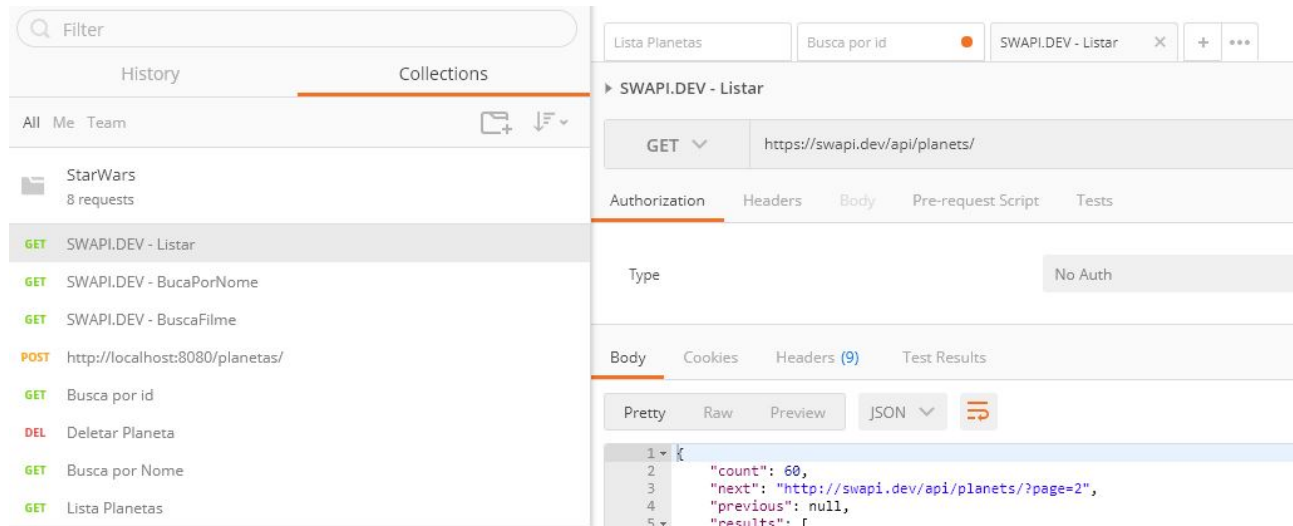 Filter
History
Collections
All Me Team
StarWars
8 requests
GET SWAPI.DEV - Listar
GET SWAPI.DEV - BucaPorNome
GET SWAPI.DEV - BuscaFilme
POST http://localhost:8080/planetas/
GET Busca por id
DEL Deletar Planeta
GET Busca por Nome
GET Lista Planetas
Lista Planetas
Busca por id
SWAPI.DEV - Listar
SWAPI.DEV - Listar
GET https://swapi.dev/api/planets/
Authorization Headers Body Pre-request Script Tests
Type No Auth
Body Cookies Headers (9) Test Results
Pretty Raw Preview JSON
1 {
2 "count": 60,
3 "next": "http://swapi.dev/api/planets/?page=2",
4 "previous": null,
5 "results": [